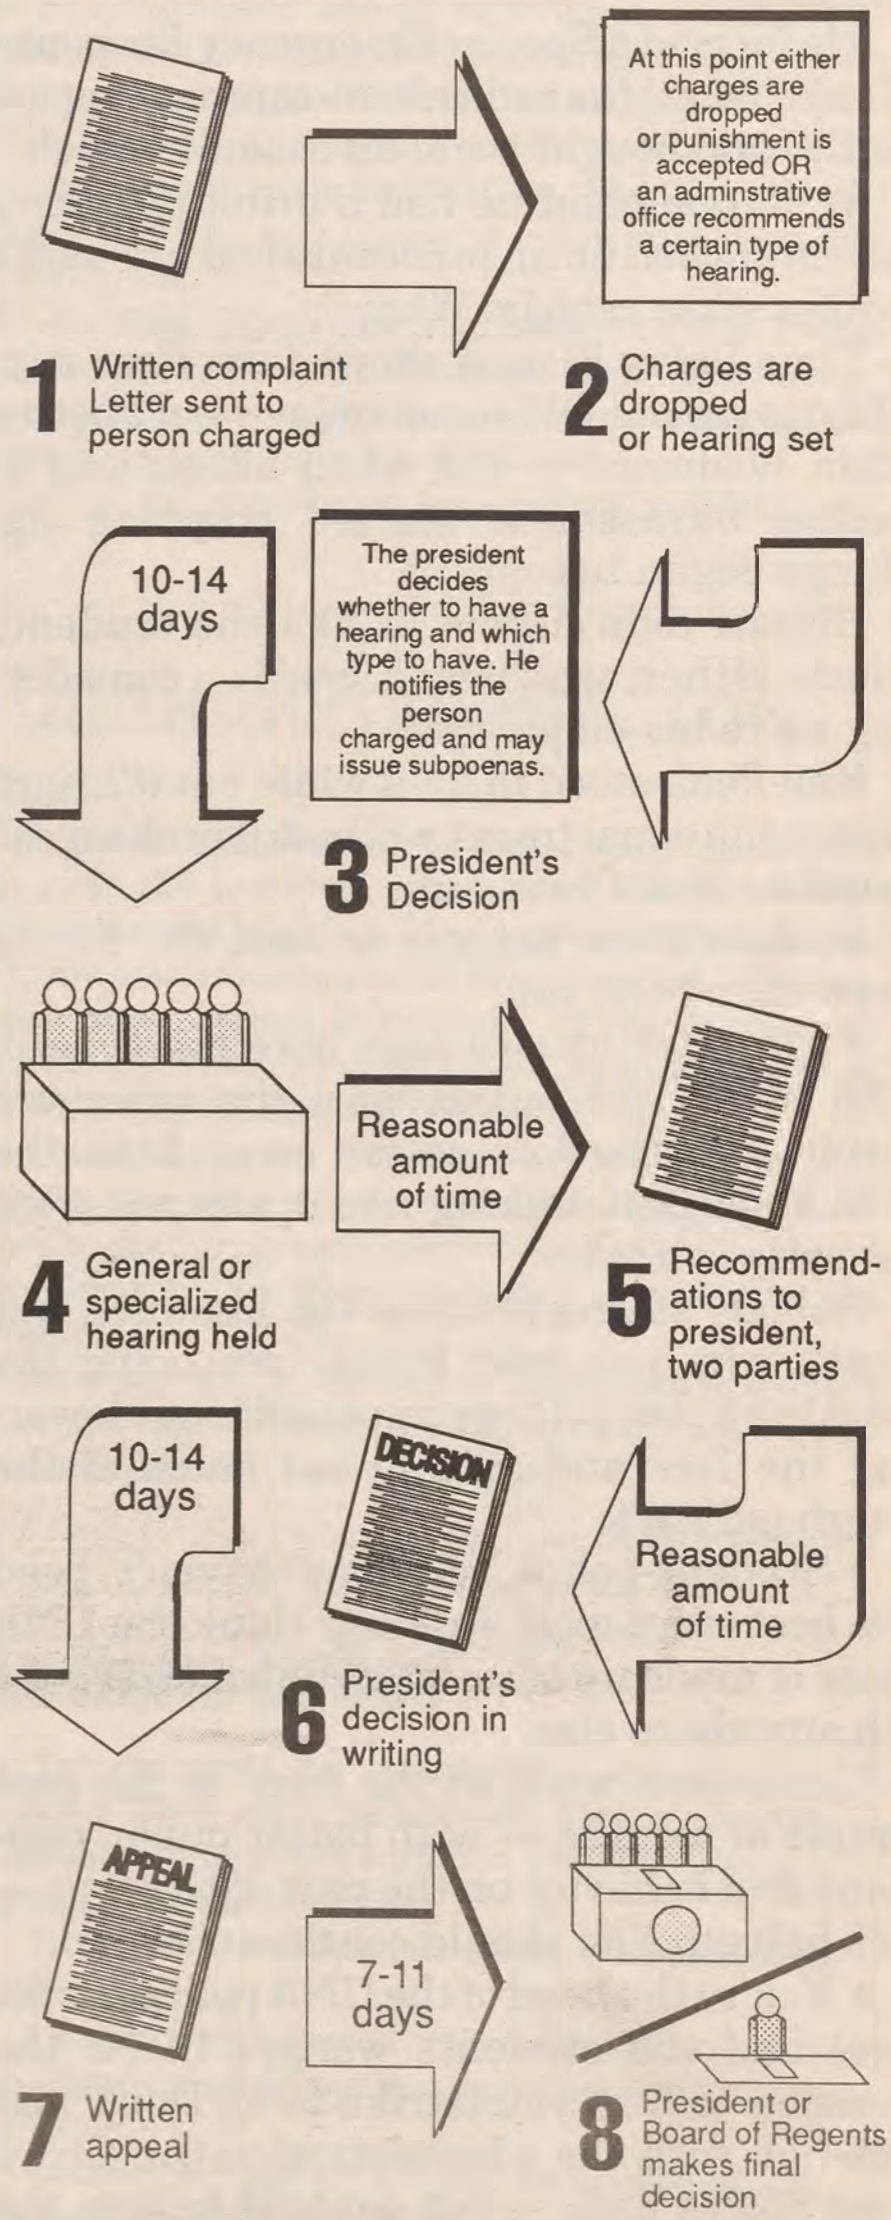 At this point either
charges are
dropped
or punishment is
accepted OR
an adminstrative
office recommends
a certain type of
hearing.
1 Written complaint
Letter sent to
person charged
2 Charges are
dropped
or hearing set
10-14
days
The president
decides
whether to have a
hearing and which
type to have. He
notifies the
person
charged and may
issue subpoenas.
3 President's
Decision
4 General or
specialized
hearing held
Reasonable
amount
of time
5 Recommend-
ations to
president,
two parties
10-14
days
DECISION
6 President's
decision in
writing
Reasonable
amount
of time
APPEAL
7 Written
appeal
7-11
days
8 President or
Board of Regents
makes final
decision